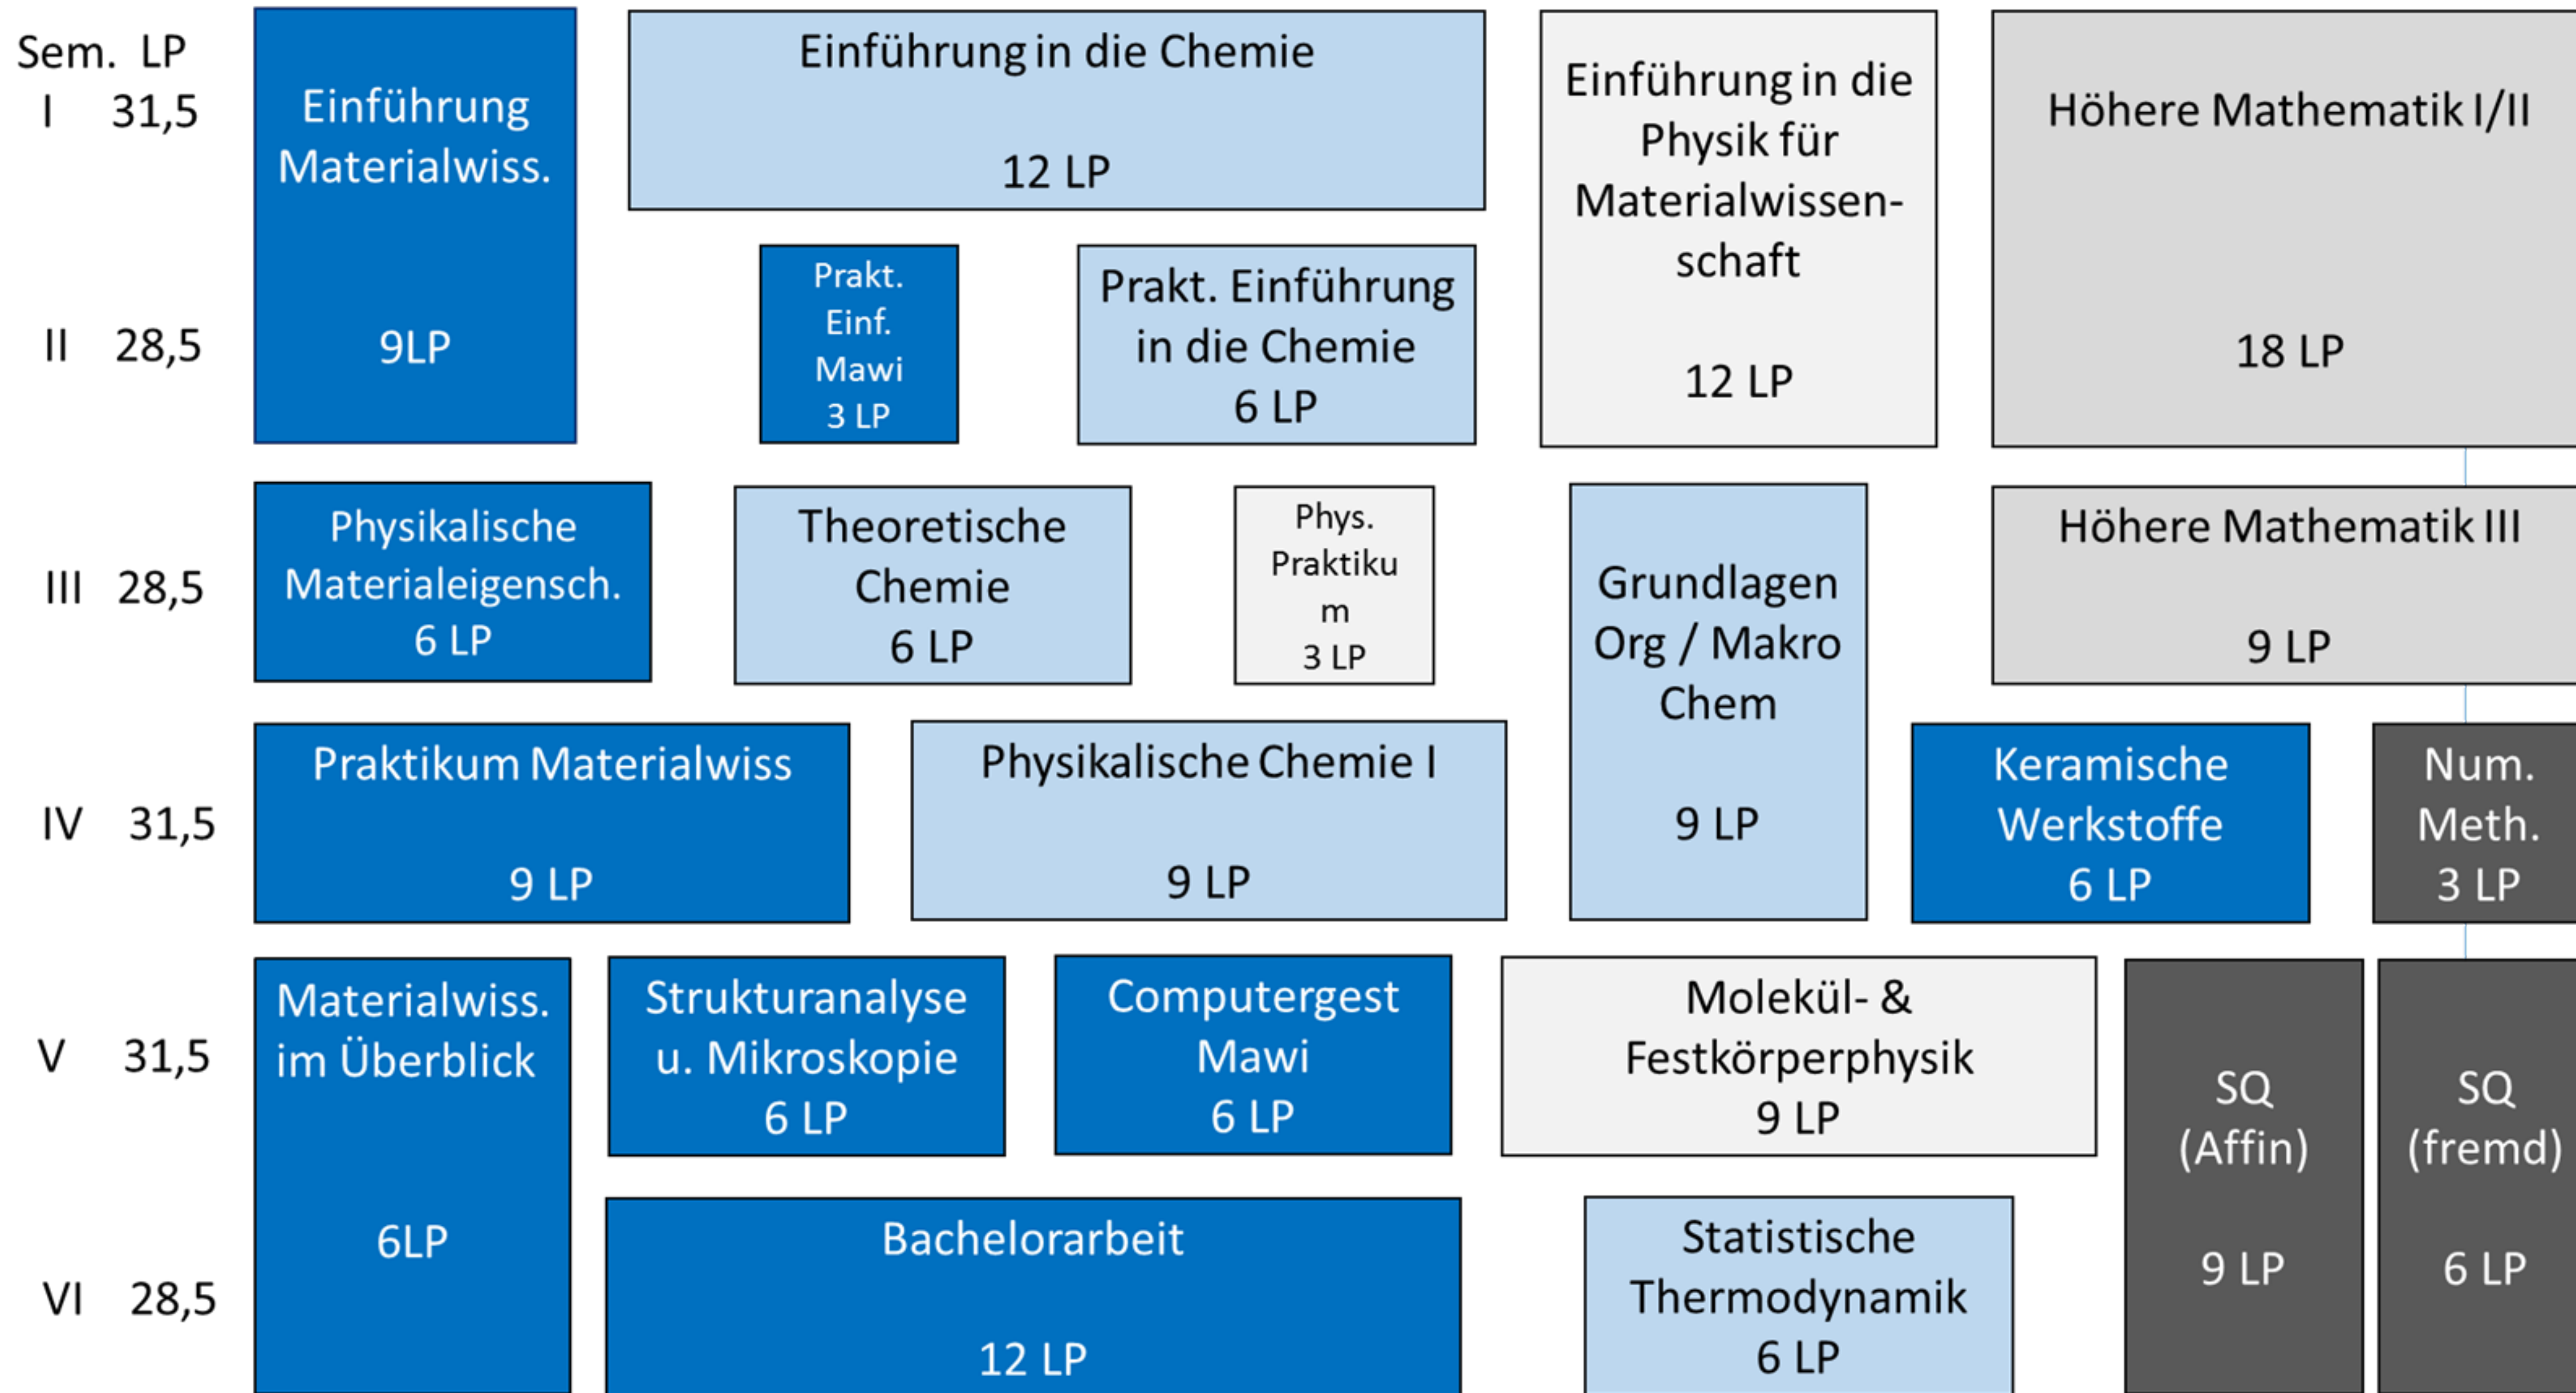 Sem. LP
I 31,5
Einführung
Materialwiss.
9LP
Einführung in die Chemie
12 LP
Einführung in die
Physik für
Materialwissen-
schaft
12 LP
Höhere Mathematik I/II
18 LP
II 28,5
Prakt.
Einf.
Mawi
3 LP
Prakt. Einführung
in die Chemie
6 LP
III 28,5
Physikalische
Materialeigensch.
6 LP
Theoretische
Chemie
6 LP
Phys.
Praktiku
m
3 LP
Grundlagen
Org / Makro
Chem
9 LP
Höhere Mathematik III
9 LP
IV 31,5
Praktikum Materialwiss
9 LP
Physikalische Chemie I
9 LP
Keramische
Werkstoffe
6 LP
Num.
Meth.
3 LP
V 31,5
Materialwiss.
im Überblick
6LP
Strukturanalyse
u. Mikroskopie
6 LP
Computergest
Mawi
6 LP
Molekül- &
Festkörperphysik
9 LP
SQ
(Affin)
9 LP
SQ
(fremd)
6 LP
VI 28,5
Bachelorarbeit
12 LP
Statistische
Thermodynamik
6 LP